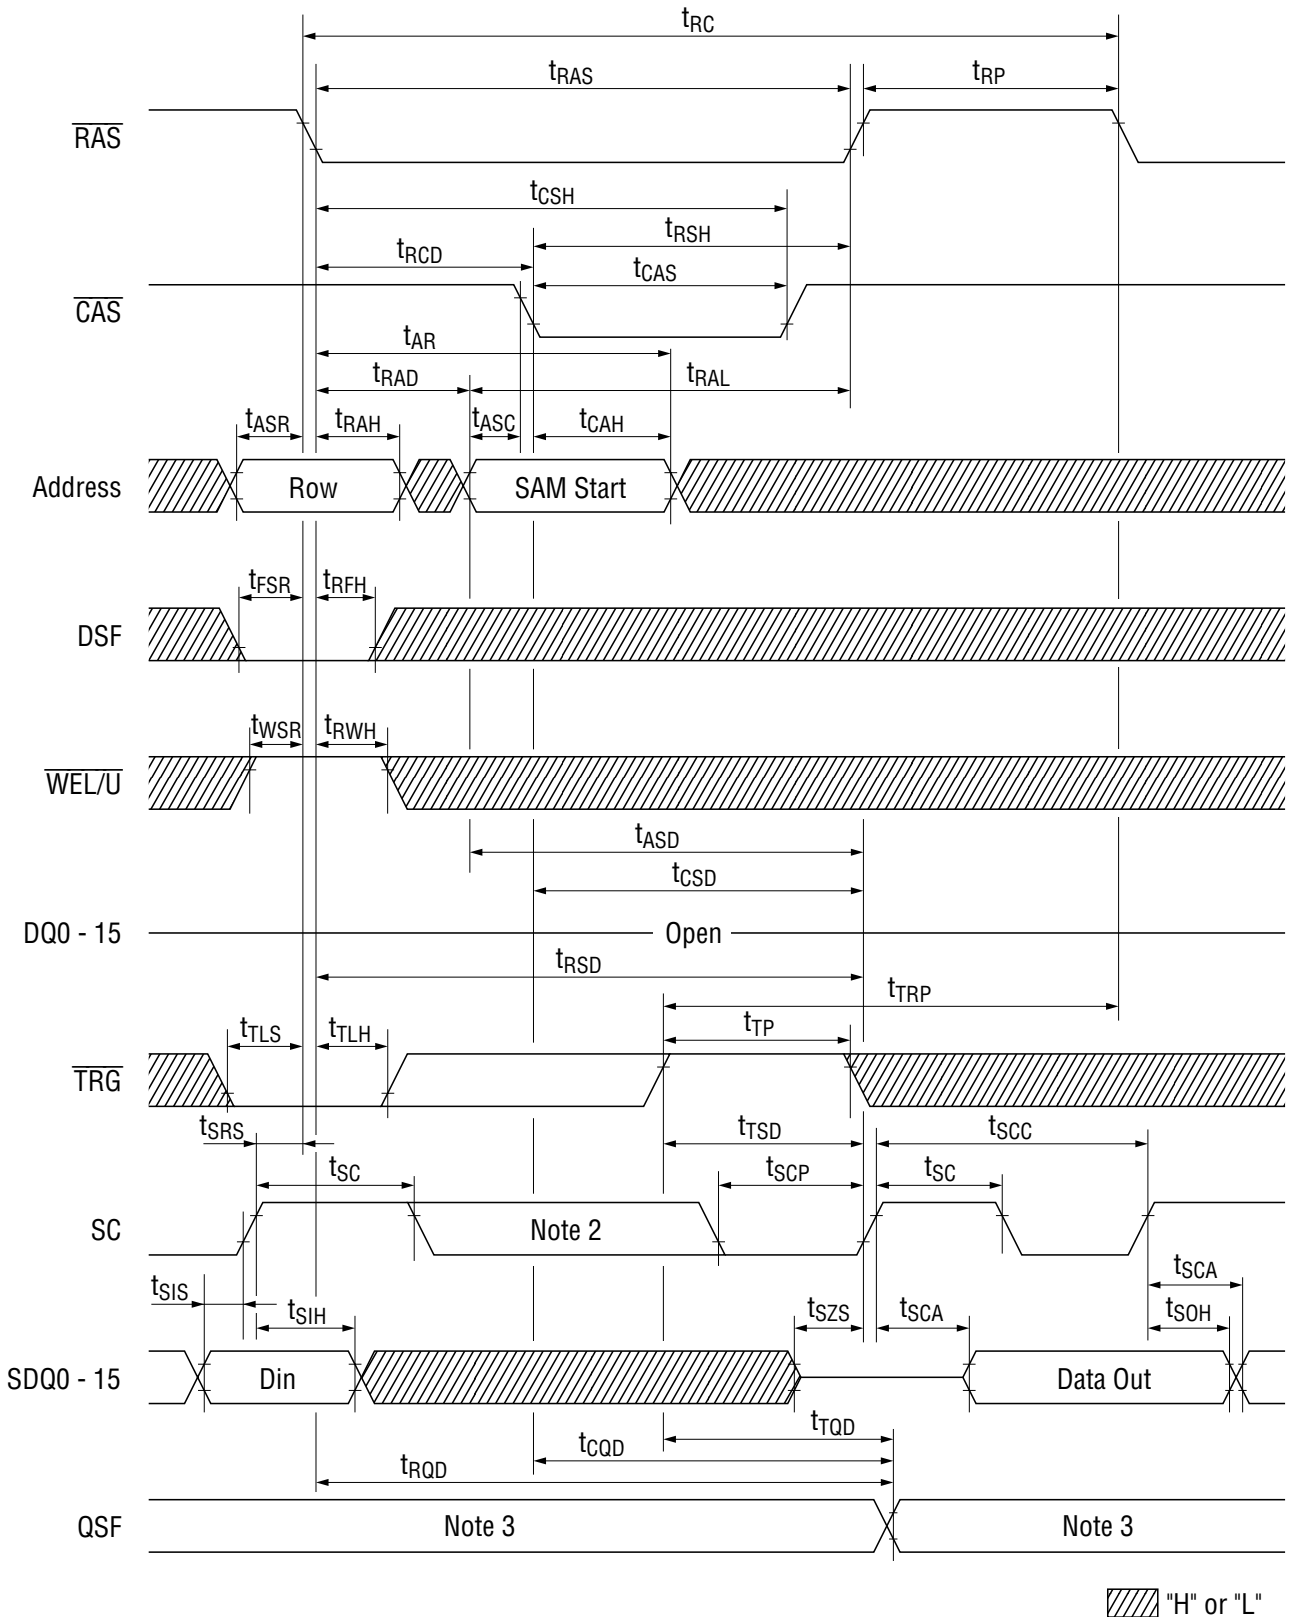 tRC
tRAS
tRP
RAS
tCSH
tRSH
tRCD
tCAS
CAS
tAR
tRAD
tRAL
tASR
tRAH
tASC
tCAH
Address
Row
SAM Start
tFSR
tRFH
DSF
tWSR
tRWH
WEL/U
tASD
tCSD
DQ0 - 15
Open
tRSD
tTRP
tTLS
tTLH
tTP
TRG
tSRS
tTSD
tSCC
tSC
tSCP
tSC
SC
Note 2
tSIS
tSIH
tSZS
tSCA
tSCA
tSOH
SDQ0 - 15
Din
Data Out
tTQD
tCQD
tRQD
QSF
Note 3
Note 3
"H" or "L"